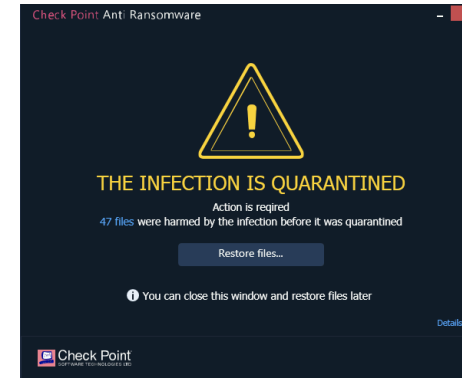 Check Point Anti Ransomware
THE INFECTION IS QUARANTINED
Action is reqired
47 files were harmed by the infection before it was quarantined
Restore files...
You can close this window and restore files later
Details
Check Point
SOFTWARE TECHNOLOGIES LTD